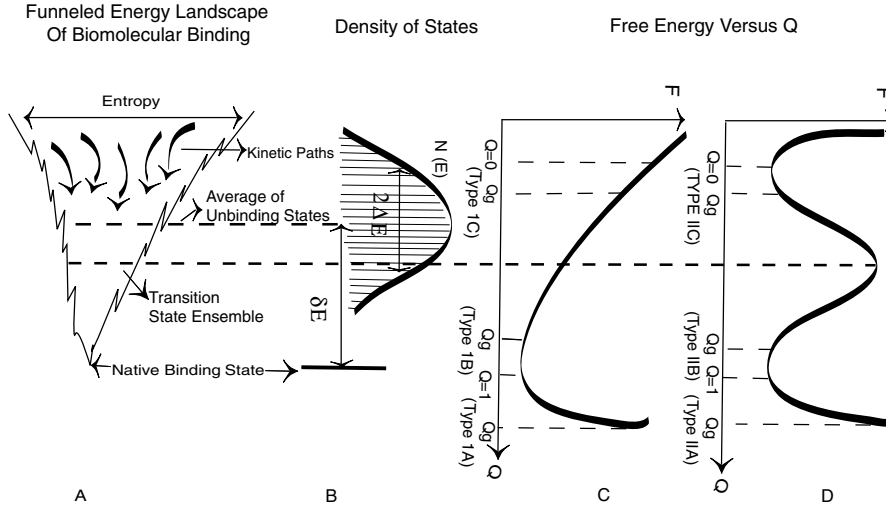 Funneled Energy Landscape
Of Biomolecular Binding
Density of States
Free Energy Versus Q
Entropy
Kinetic Paths
Average of
Unbinding States
Transition
State Ensemble
Native Binding State
N (E)
2ΔE
δE
F
Q=0
Qg
(Type 1C)
Qg
(Type 1B)
Q=1
Qg
(Type 1A)
Q
F
Q=0
Qg
(TYPE IIC)
Qg
(Type IIB)
Q=1
Qg
(Type IIA)
Q
A
B
C
D